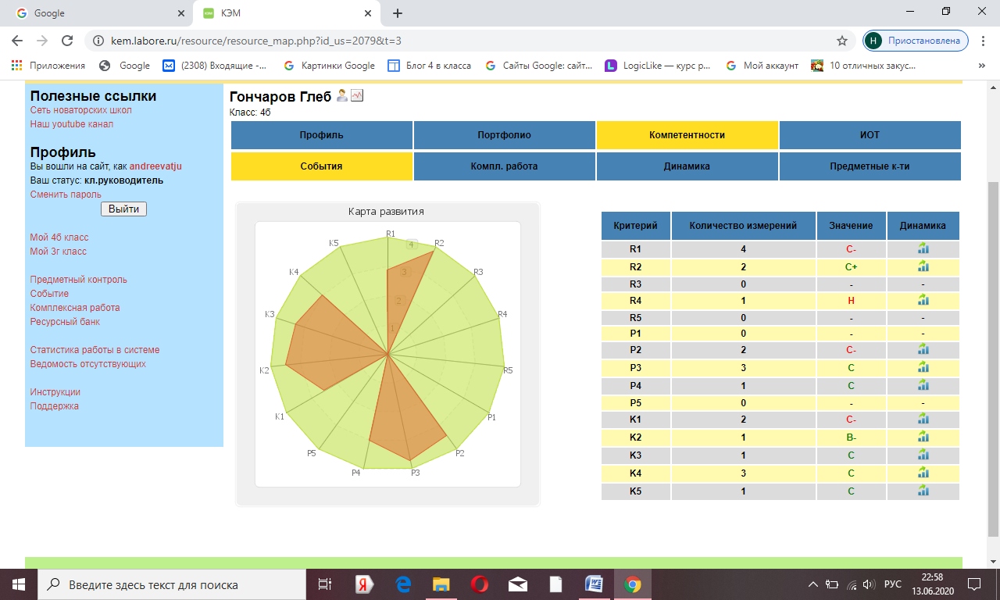 Google
КЭМ
kem.labore.ru/resource/resource_map.php?id_us=2079&t=3
Н Приостановлена
Приложения Google (2308) Входящие -... Картинки Google Блог 4 в класса Сайты Google: сайт... LogicLike — курс р... Мой аккаунт 10 отличных закус... »
Полезные ссылки
Сеть новаторских школ
Наш youtube канал
Профиль
Вы вошли на сайт, как andreevatju
Ваш статус: кл.руководитель
Сменить пароль
Выйти
Мой 4б класс
Мой 3г класс
Предметный контроль
Событие
Комплексная работа
Ресурсный банк
Статистика работы в системе
Ведомость отсутствующих
Инструкции
Поддержка
Гончаров Глеб
Класс: 4б
Профиль Портфолио Компетентности ИОТ
События Компл. работа Динамика Предметные к-ти
Карта развития
R1
R2
R3
R4
R5
P1
P2
P3
P4
P5
K1
K2
K3
K4
K5
4
3
2
1
Критерий Количество измерений Значение Динамика
R1 4 C-
R2 2 C+
R3 0 - -
R4 1 Н
R5 0 - -
P1 0 - -
P2 2 C-
P3 3 C
P4 1 C
P5 0 - -
K1 2 C-
K2 1 B-
K3 1 C
K4 3 C
K5 1 C
Введите здесь текст для поиска
РУС
22:58
13.06.2020